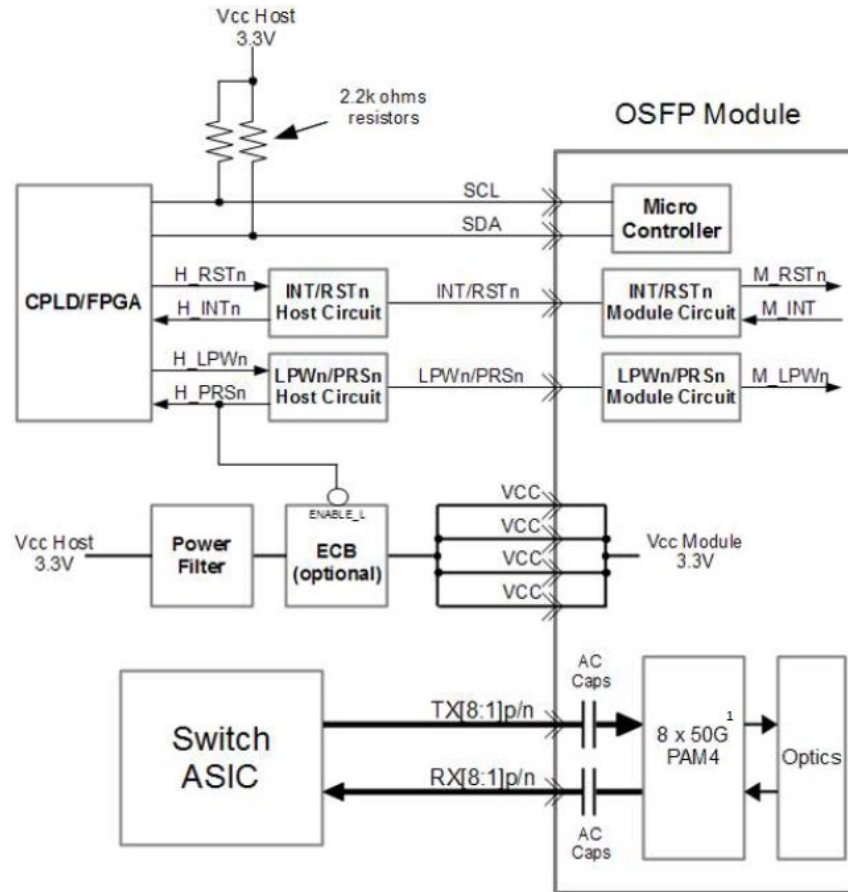 Vcc Host
3.3V
2.2k ohms
resistors
OSFP Module
SCL
SDA
Micro
Controller
CPLD/FPGA
H_RSTn
H_INTn
INT/RSTn
Host Circuit
INT/RSTn
INT/RSTn
Module Circuit
M_RSTn
M_INT
H_LPWn
H_PRSn
LPWn/PRSn
Host Circuit
LPWn/PRSn
LPWn/PRSn
Module Circuit
M_LPWn
Vcc Host
3.3V
Power
Filter
ENABLE_L
ECB
(optional)
VCC
VCC
VCC
VCC
Vcc Module
3.3V
Switch
ASIC
TX[8:1]p/n
RX[8:1]p/n
AC
Caps
AC
Caps
8 x 50G 1
PAM4
Optics